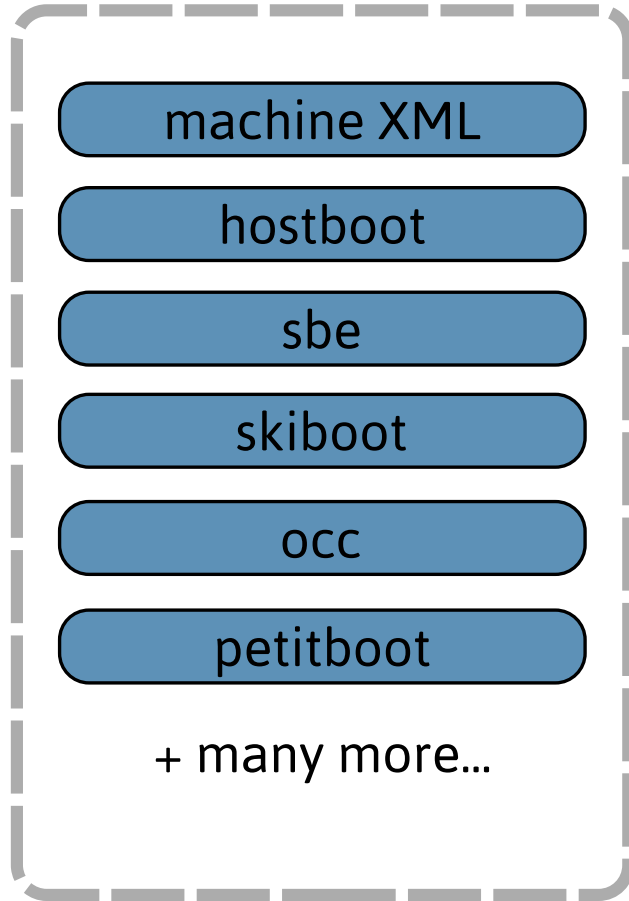 machine XML
hostboot
sbe
skiboot
occ
petitboot
+ many more...